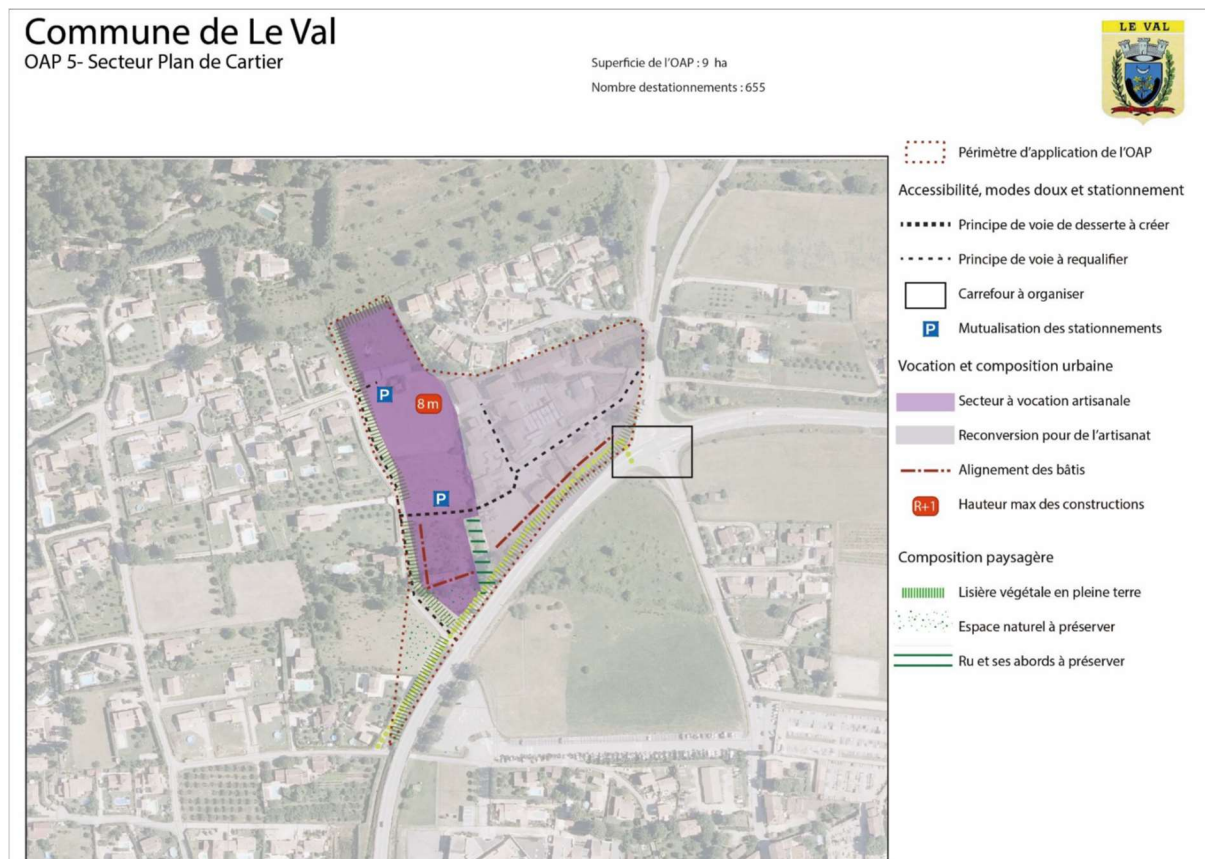 Commune de Le Val
OAP 5- Secteur Plan de Cartier
Superficie de l'OAP : 9 ha
Nombre destationnements : 655
LE VAL
Périmètre d'application de l'OAP
Accessibilité, modes doux et stationnement
Principe de voie de desserte à créer
Principe de voie à requalifier
Carrefour à organiser
P
Mutualisation des stationnements
Vocation et composition urbaine
Secteur à vocation artisanale
Reconversion pour de l'artisanat
Alignement des bâtis
R+1
Hauteur max des constructions
Composition paysagère
Lisière végétale en pleine terre
Espace naturel à préserver
Ru et ses abords à préserver
P
8 m
P